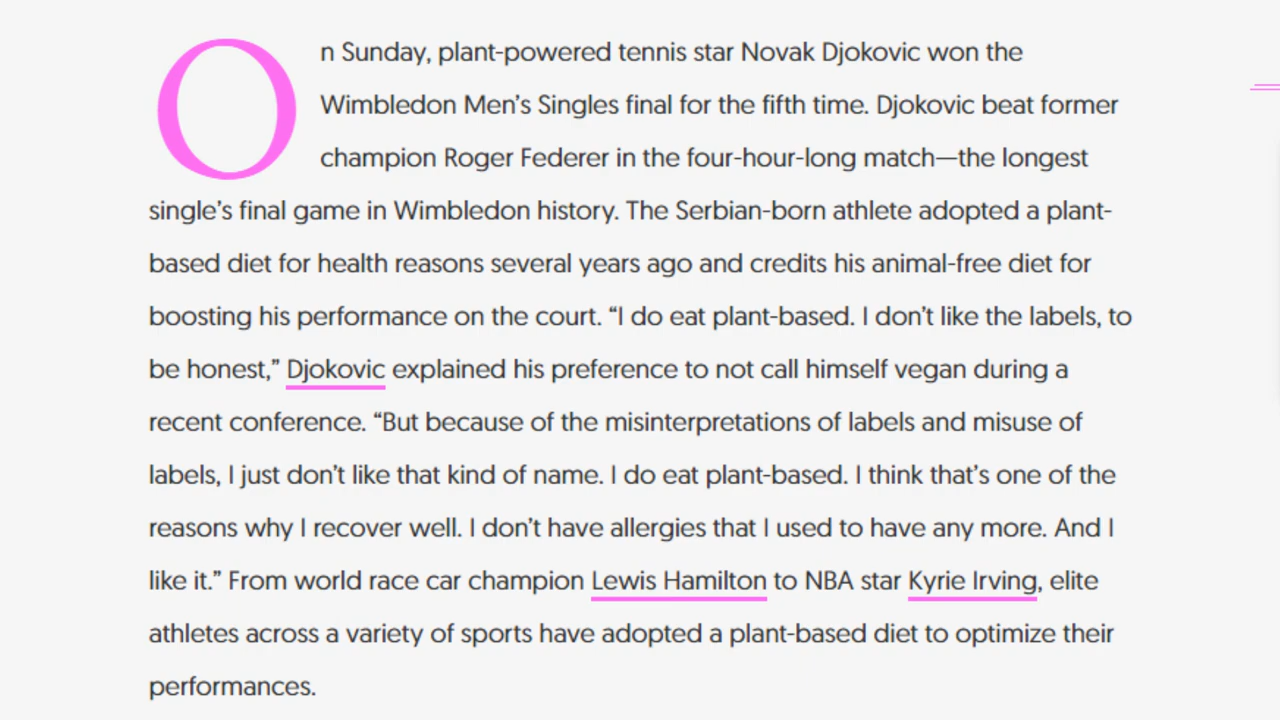 On Sunday, plant-powered tennis star Novak Djokovic won the
Wimbledon Men’s Singles final for the fifth time. Djokovic beat former
champion Roger Federer in the four-hour-long match—the longest
single’s final game in Wimbledon history. The Serbian-born athlete adopted a plant-
based diet for health reasons several years ago and credits his animal-free diet for
boosting his performance on the court. “I do eat plant-based. I don’t like the labels, to
be honest,” Djokovic explained his preference to not call himself vegan during a
recent conference. “But because of the misinterpretations of labels and misuse of
labels, I just don’t like that kind of name. I do eat plant-based. I think that’s one of the
reasons why I recover well. I don’t have allergies that I used to have any more. And I
like it.” From world race car champion Lewis Hamilton to NBA star Kyrie Irving, elite
athletes across a variety of sports have adopted a plant-based diet to optimize their
performances.